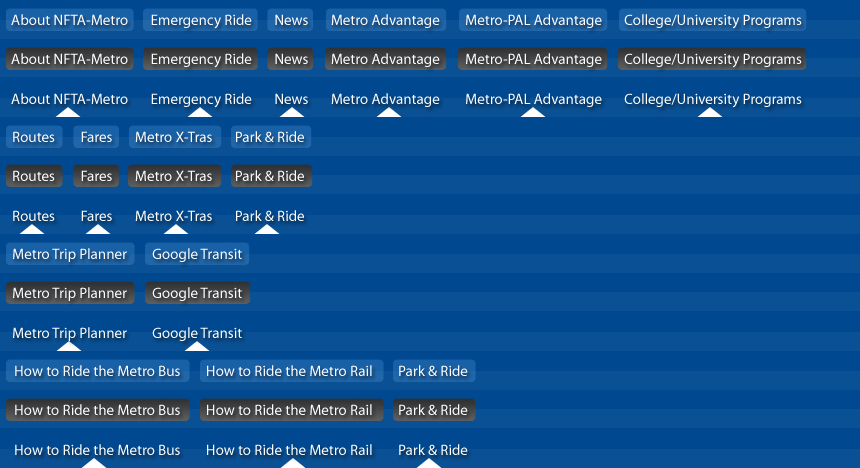 About NFTA-Metro Emergency Ride News Metro Advantage Metro-PAL Advantage College/University Programs
About NFTA-Metro Emergency Ride News Metro Advantage Metro-PAL Advantage College/University Programs
About NFTA-Metro Emergency Ride News Metro Advantage Metro-PAL Advantage College/University Programs
Routes Fares Metro X-Tras Park & Ride
Routes Fares Metro X-Tras Park & Ride
Routes Fares Metro X-Tras Park & Ride
Metro Trip Planner Google Transit
Metro Trip Planner Google Transit
Metro Trip Planner Google Transit
How to Ride the Metro Bus How to Ride the Metro Rail Park & Ride
How to Ride the Metro Bus How to Ride the Metro Rail Park & Ride
How to Ride the Metro Bus How to Ride the Metro Rail Park & Ride